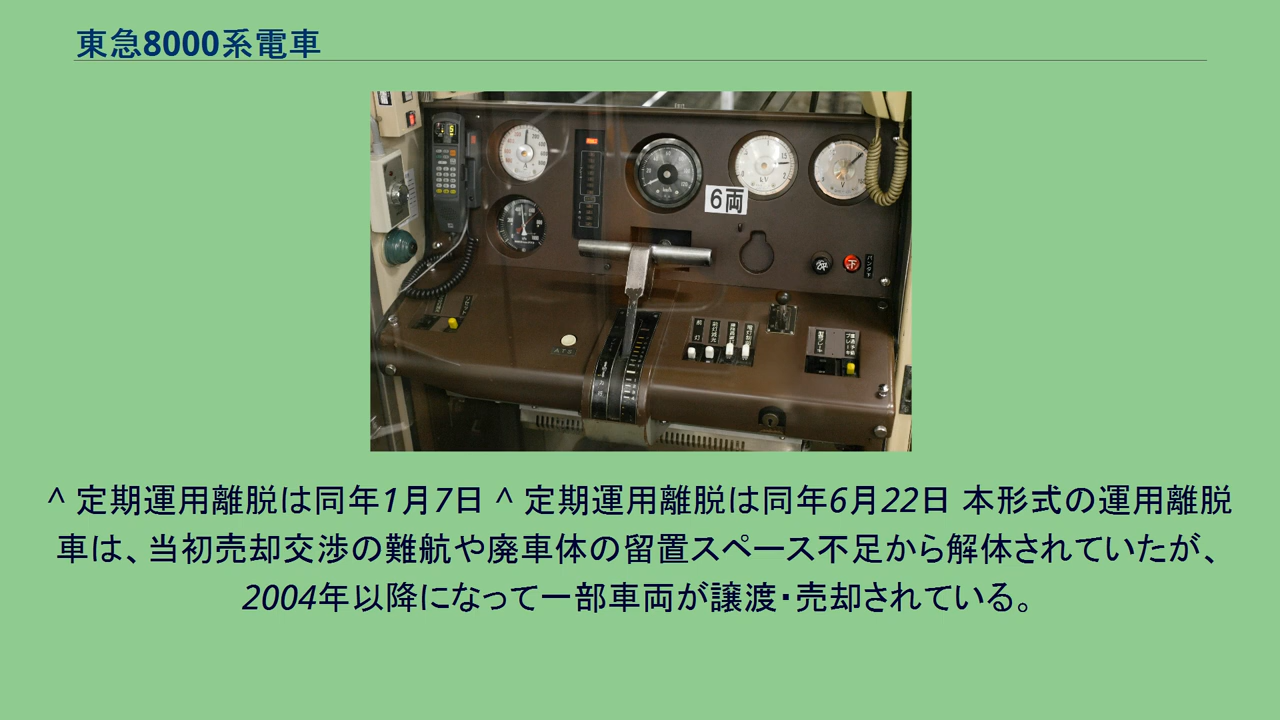 東急8000系電車
6両
ATS
^ 定期運用離脱は同年1月7日 ^ 定期運用離脱は同年6月22日 本形式の運用離脱
車は、当初売却交渉の難航や廃車体の留置スペース不足から解体されていたが、
2004年以降になって一部車両が譲渡・売却されている。